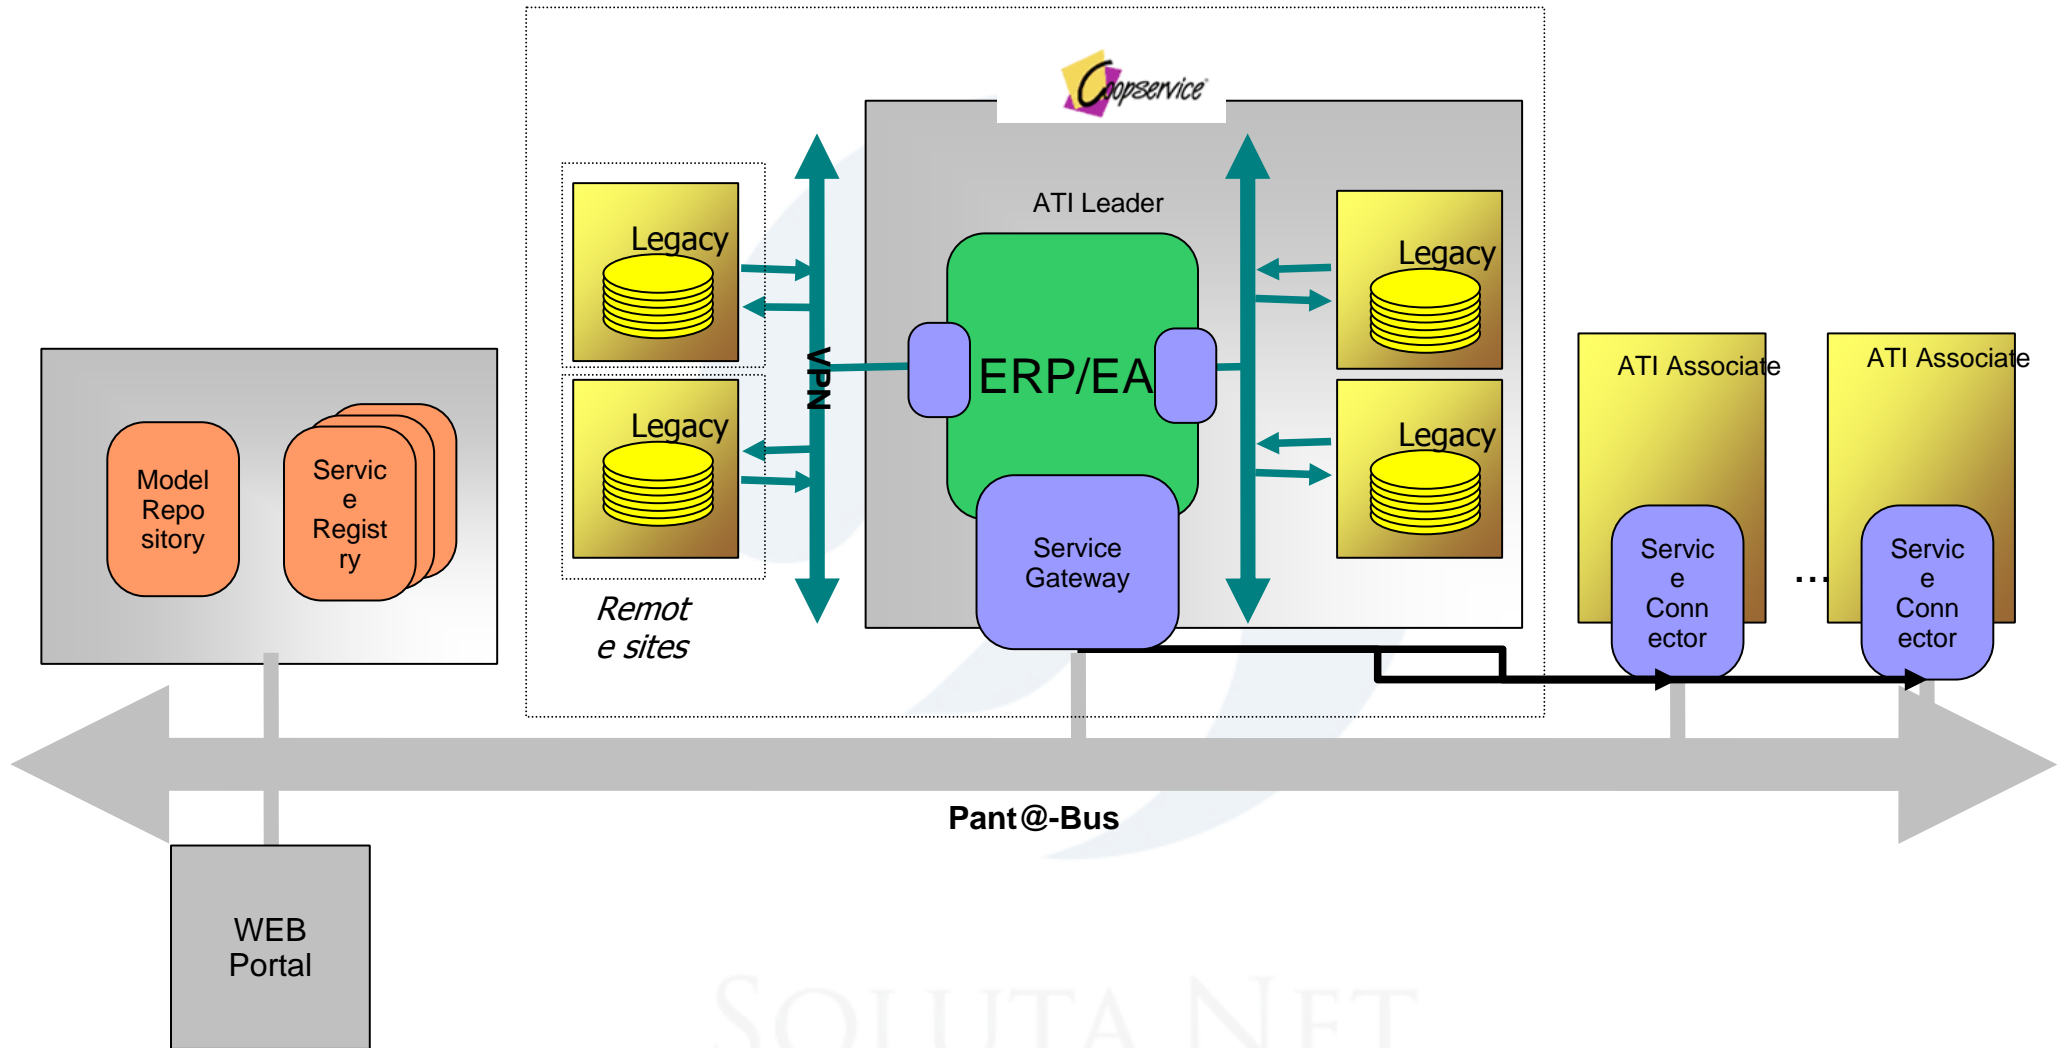 Coopservice
ATI Leader
Legacy
Legacy
Legacy
Legacy
VPN
ERP/EA
Service
Gateway
Remot
e sites
Model
Repo
sitory
Servic
e
Regist
ry
ATI Associate
ATI Associate
Servic
e
Conn
ector
...
Servic
e
Conn
ector
Pant@-Bus
WEB
Portal
SOLUTA NET